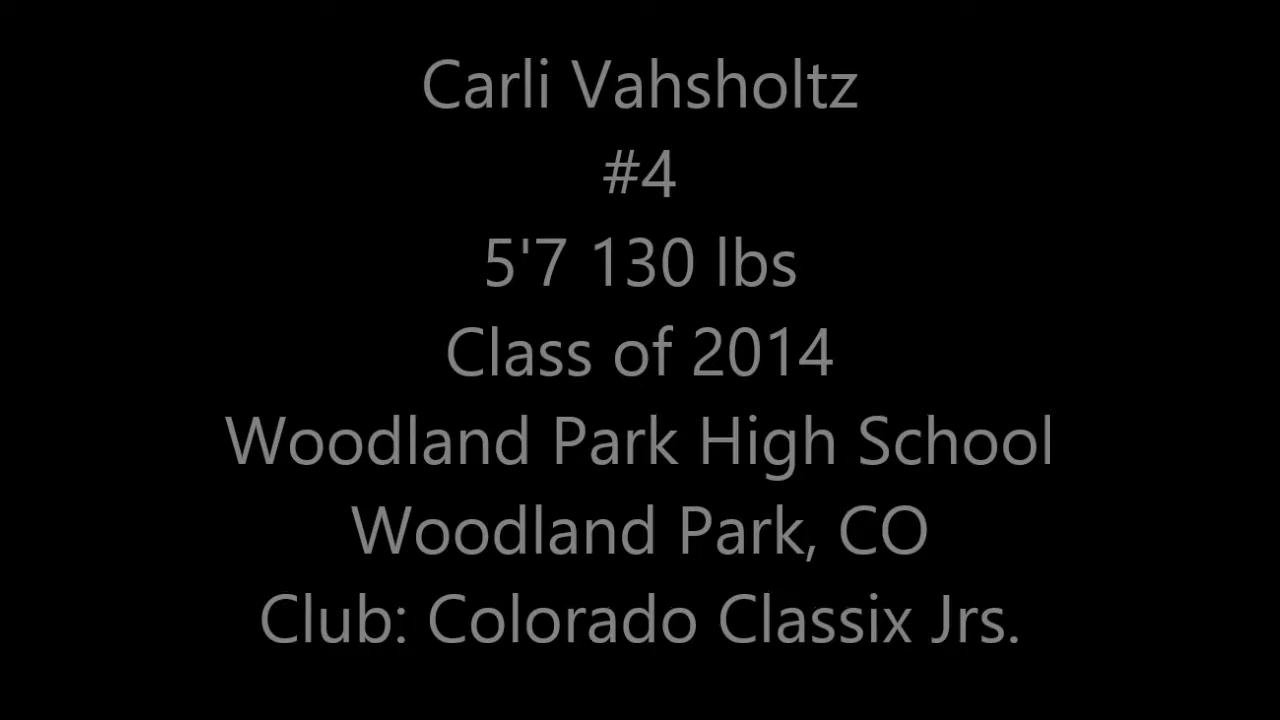 Carli Vahsholtz
#4
5'7 130 lbs
Class of 2014
Woodland Park High School
Woodland Park, CO
Club: Colorado Classix Jrs.